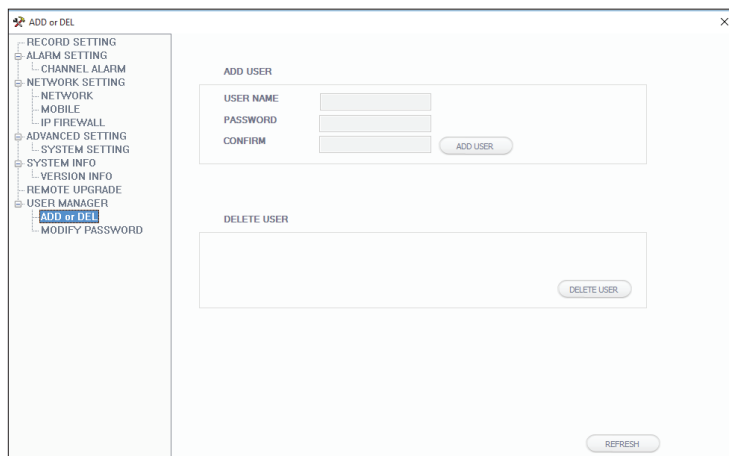 ADD or DEL
RECORD SETTING
ALARM SETTING
CHANNEL ALARM
NETWORK SETTING
NETWORK
MOBILE
IP FIREWALL
ADVANCED SETTING
SYSTEM SETTING
SYSTEM INFO
VERSION INFO
REMOTE UPGRADE
USER MANAGER
ADD or DEL
MODIFY PASSWORD
ADD USER
USER NAME
PASSWORD
CONFIRM
ADD USER
DELETE USER
DELETE USER
REFRESH